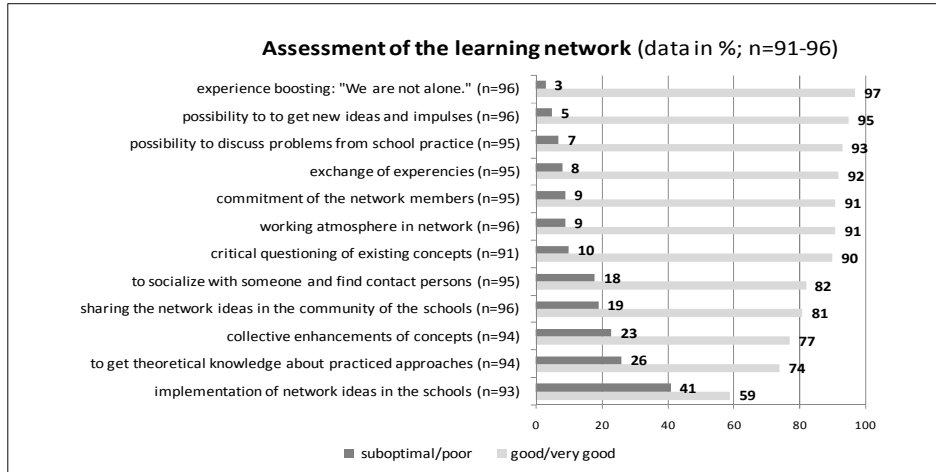 Assessment of the learning network (data in %; n=91-96)
experience boosting: "We are not alone." (n=96) 3 97
possibility to to get new ideas and impulses (n=96) 5 95
possibility to discuss problems from school practice (n=95) 7 93
exchange of experencies (n=95) 8 92
commitment of the network members (n=95) 9 91
working atmosphere in network (n=96) 9 91
critical questioning of existing concepts (n=91) 10 90
to socialize with someone and find contact persons (n=95) 18 82
sharing the network ideas in the community of the schools (n=96) 19 81
collective enhancements of concepts (n=94) 23 77
to get theoretical knowledge about practiced approaches (n=94) 26 74
implementation of network ideas in the schools (n=93) 41 59
0 20 40 60 80 100
suboptimal/poor good/very good